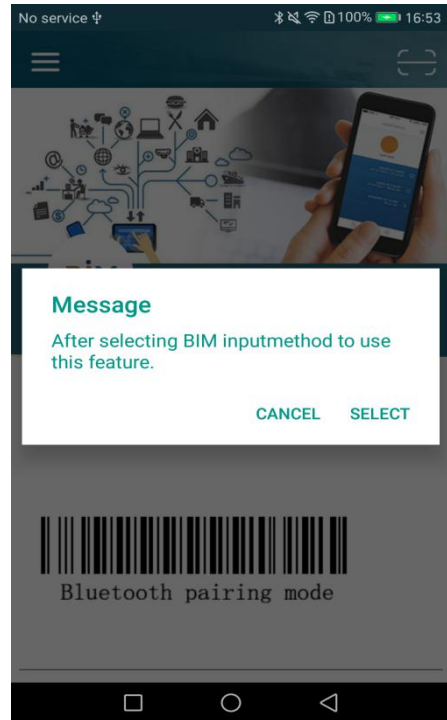 No service 100% 16:53
BIM
Message
After selecting BIM inputmethod to use
this feature.
CANCEL SELECT
Bluetooth pairing mode